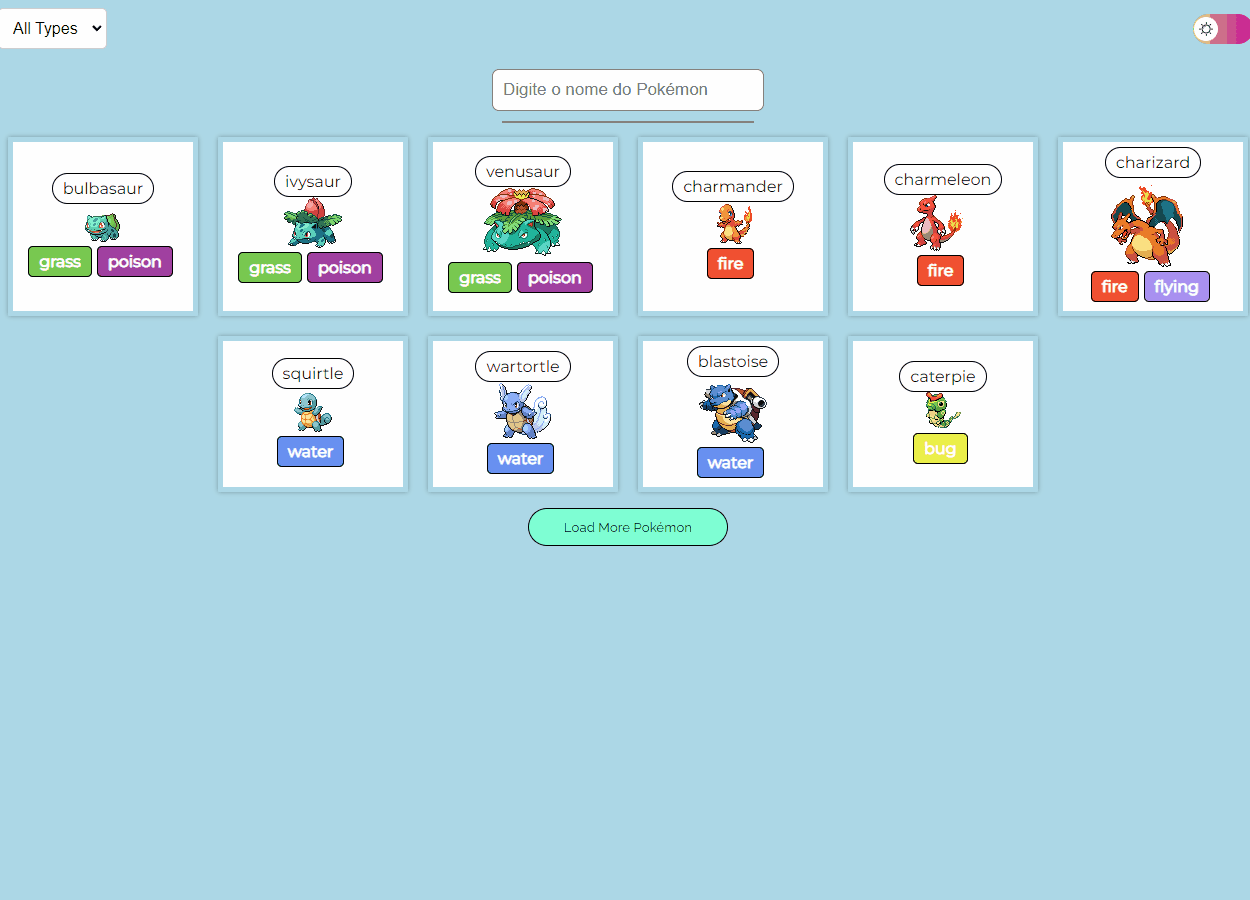 All Types
Digite o nome do Pokémon
bulbasaur
grass poison
ivysaur
grass poison
venusaur
grass poison
charmander
fire
charmeleon
fire
charizard
fire flying
squirtle
water
wartortle
water
blastoise
water
caterpie
bug
Load More Pokémon